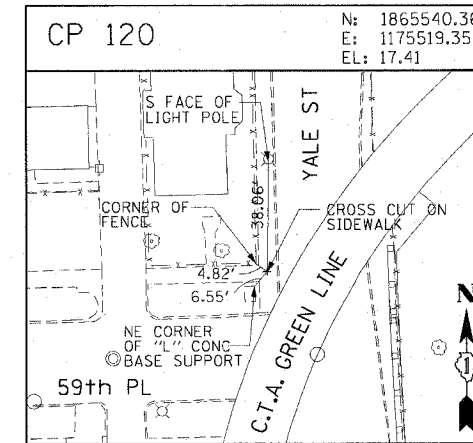 CP 120
N: 1865540.36
E: 1175519.35
EL: 17.41
S FACE OF
LIGHT POLE
YALE ST
38.06'
CORNER OF
FENCE
CROSS CUT ON
SIDEWALK
4.82'
6.55'
NE CORNER
OF "L" CONC
BASE SUPPORT
59th PL
C.T.A. GREEN LINE
N